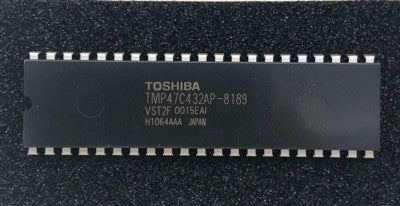 TOSHIBA
TMP47C432AP-8189
VST2F 0015EAI
H1064AAA JAPAN